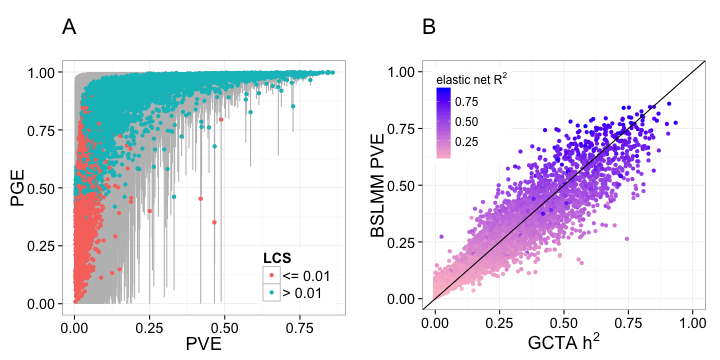 A
PGE
1.00
0.75
0.50
0.25
0.00
LCS
<= 0.01
> 0.01
0.00 0.25 0.50 0.75
PVE
B
BSLMM PVE
1.00
0.75
0.50
0.25
0.00
elastic net R²
0.75
0.50
0.25
0.00 0.25 0.50 0.75 1.00
GCTA h²